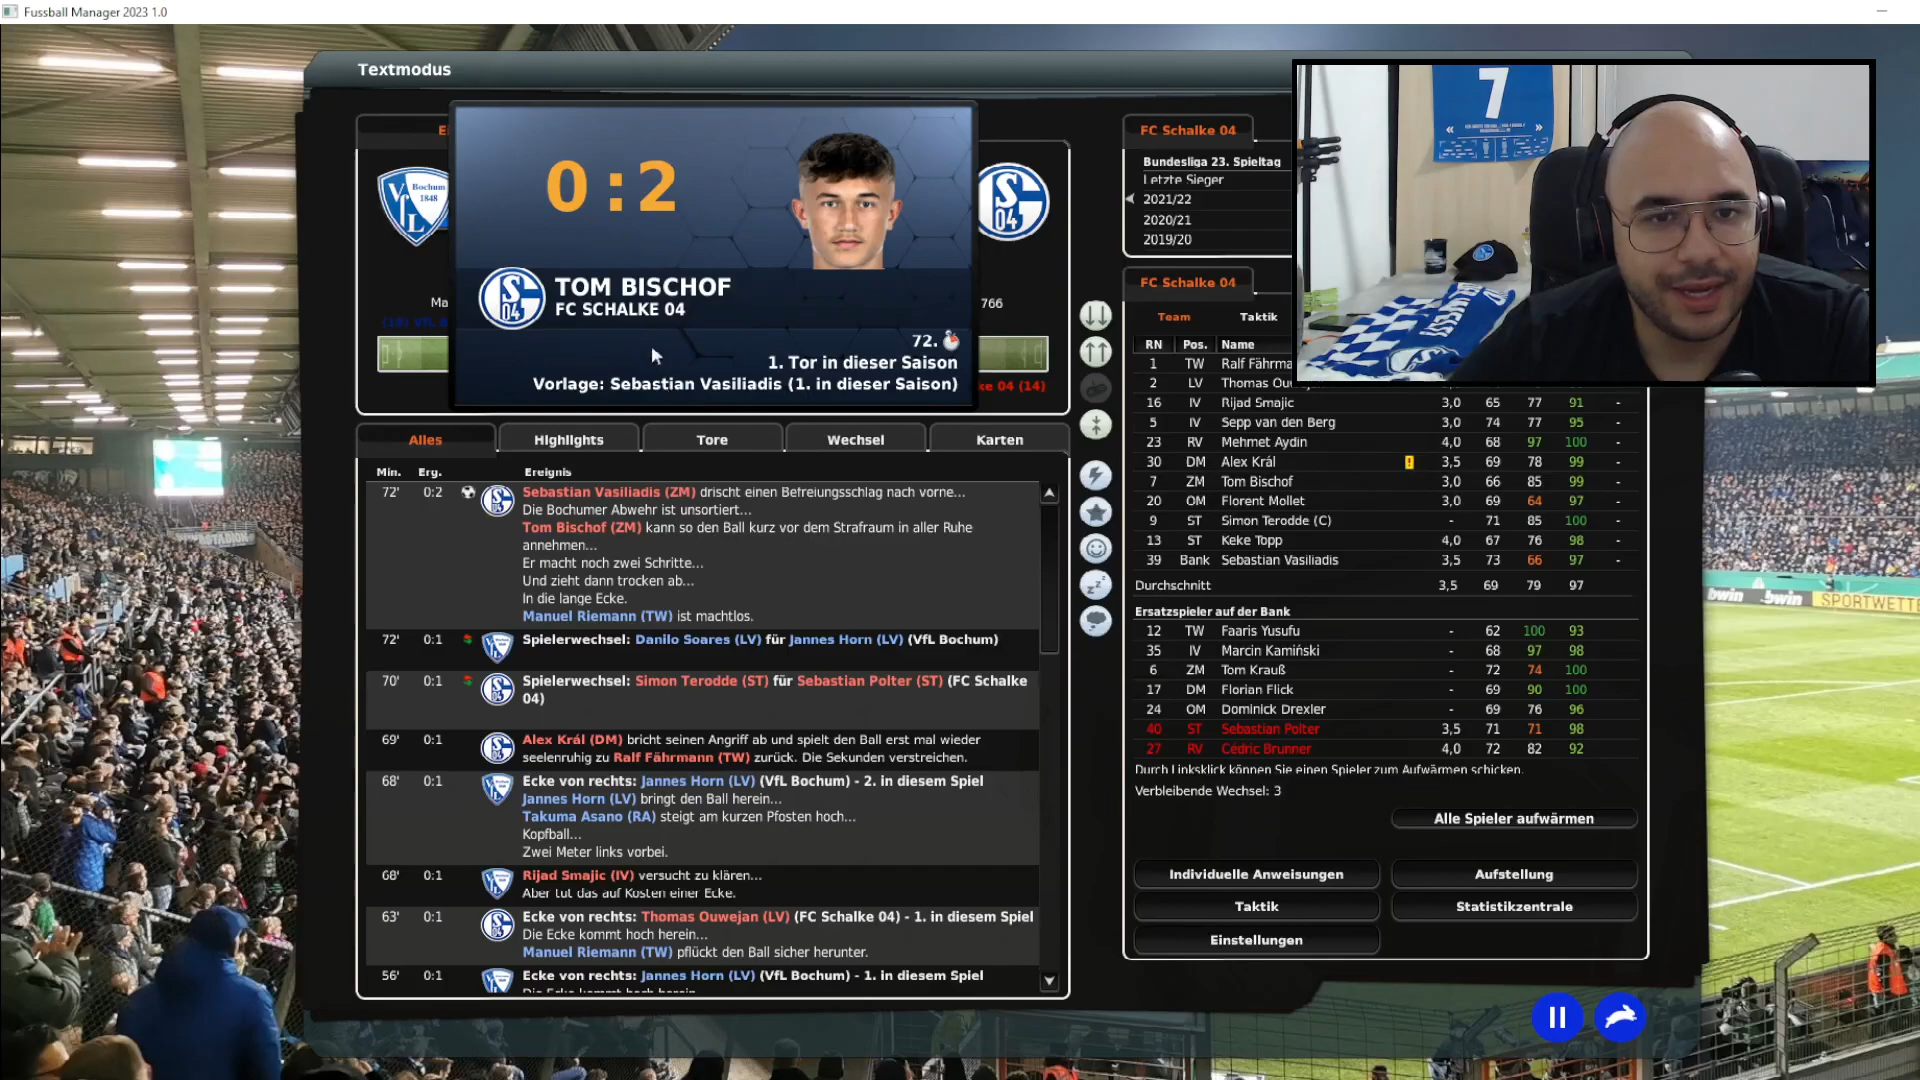 Fussball Manager 2023 1.0
Textmodus
0 : 2
TOM BISCHOF
FC SCHALKE 04
72.
1. Tor in dieser Saison
Vorlage: Sebastian Vasiliadis (1. in dieser Saison)
VfL
Bochum
1848
S
04
Ma
766
ke 04 (14)
Alles
Highlights
Tore
Wechsel
Karten
Min. Erg. Ereignis
72' 0:2 Sebastian Vasiliadis (ZM) drischt einen Befreiungsschlag nach vorne...
Die Bochumer Abwehr ist unsortiert...
Tom Bischof (ZM) kann so den Ball kurz vor dem Strafraum in aller Ruhe
annehmen...
Er macht noch zwei Schritte...
Und zieht dann trocken ab...
In die lange Ecke.
Manuel Riemann (TW) ist machtlos.
72' 0:1 Spielerwechsel: Danilo Soares (LV) für Jannes Horn (LV) (VfL Bochum)
70' 0:1 Spielerwechsel: Simon Terodde (ST) für Sebastian Polter (ST) (FC Schalke
04)
69' 0:1 Alex Král (DM) bricht seinen Angriff ab und spielt den Ball erst mal wieder
seelenruhig zu Ralf Fährmann (TW) zurück. Die Sekunden verstreichen.
68' 0:1 Ecke von rechts: Jannes Horn (LV) (VfL Bochum) - 2. in diesem Spiel
Jannes Horn (LV) bringt den Ball herein...
Takuma Asano (RA) steigt am kurzen Pfosten hoch...
Kopfball...
Zwei Meter links vorbei.
68' 0:1 Rijad Smajic (IV) versucht zu klären...
Aber tut das auf Kosten einer Ecke.
63' 0:1 Ecke von rechts: Thomas Ouwejan (LV) (FC Schalke 04) - 1. in diesem Spiel
Die Ecke kommt hoch herein...
Manuel Riemann (TW) pflückt den Ball sicher herunter.
56' 0:1 Ecke von rechts: Jannes Horn (LV) (VfL Bochum) - 1. in diesem Spiel
Die Ecke kommt hoch herein
FC Schalke 04
Bundesliga 23. Spieltag
Letzte Sieger
2021/22
2020/21
2019/20
FC Schalke 04
Team
Taktik
RN Pos. Name
1 TW Ralf Fährma
2 LV Thomas Ou
16 IV Rijad Smajic 3,0 65 77 91 -
5 IV Sepp van den Berg 3,0 74 77 95 -
23 RV Mehmet Aydin 4,0 68 97 100 -
30 DM Alex Král ! 3,5 69 78 99 -
7 ZM Tom Bischof 3,0 66 85 99 -
20 OM Florent Mollet 3,0 69 64 97 -
9 ST Simon Terodde (C) - 71 85 100 -
13 ST Keke Topp 4,0 67 76 98 -
39 Bank Sebastian Vasiliadis 3,5 73 66 97 -
Durchschnitt 3,5 69 79 97
Ersatzspieler auf der Bank
12 TW Faaris Yusufu - 62 100 93
35 IV Marcin Kamiński - 68 97 98
6 ZM Tom Krauß - 72 74 100
17 DM Florian Flick - 69 90 100
24 OM Dominick Drexler - 69 76 96
40 ST Sebastian Polter 3,5 71 71 98
27 RV Cédric Brunner 4,0 72 82 92
Durch Linksklick können Sie einen Spieler zum Aufwärmen schicken.
Verbleibende Wechsel: 3
Alle Spieler aufwärmen
Individuelle Anweisungen
Aufstellung
Taktik
Statistikzentrale
Einstellungen
7
bwin
bwin
SPORTWETTE